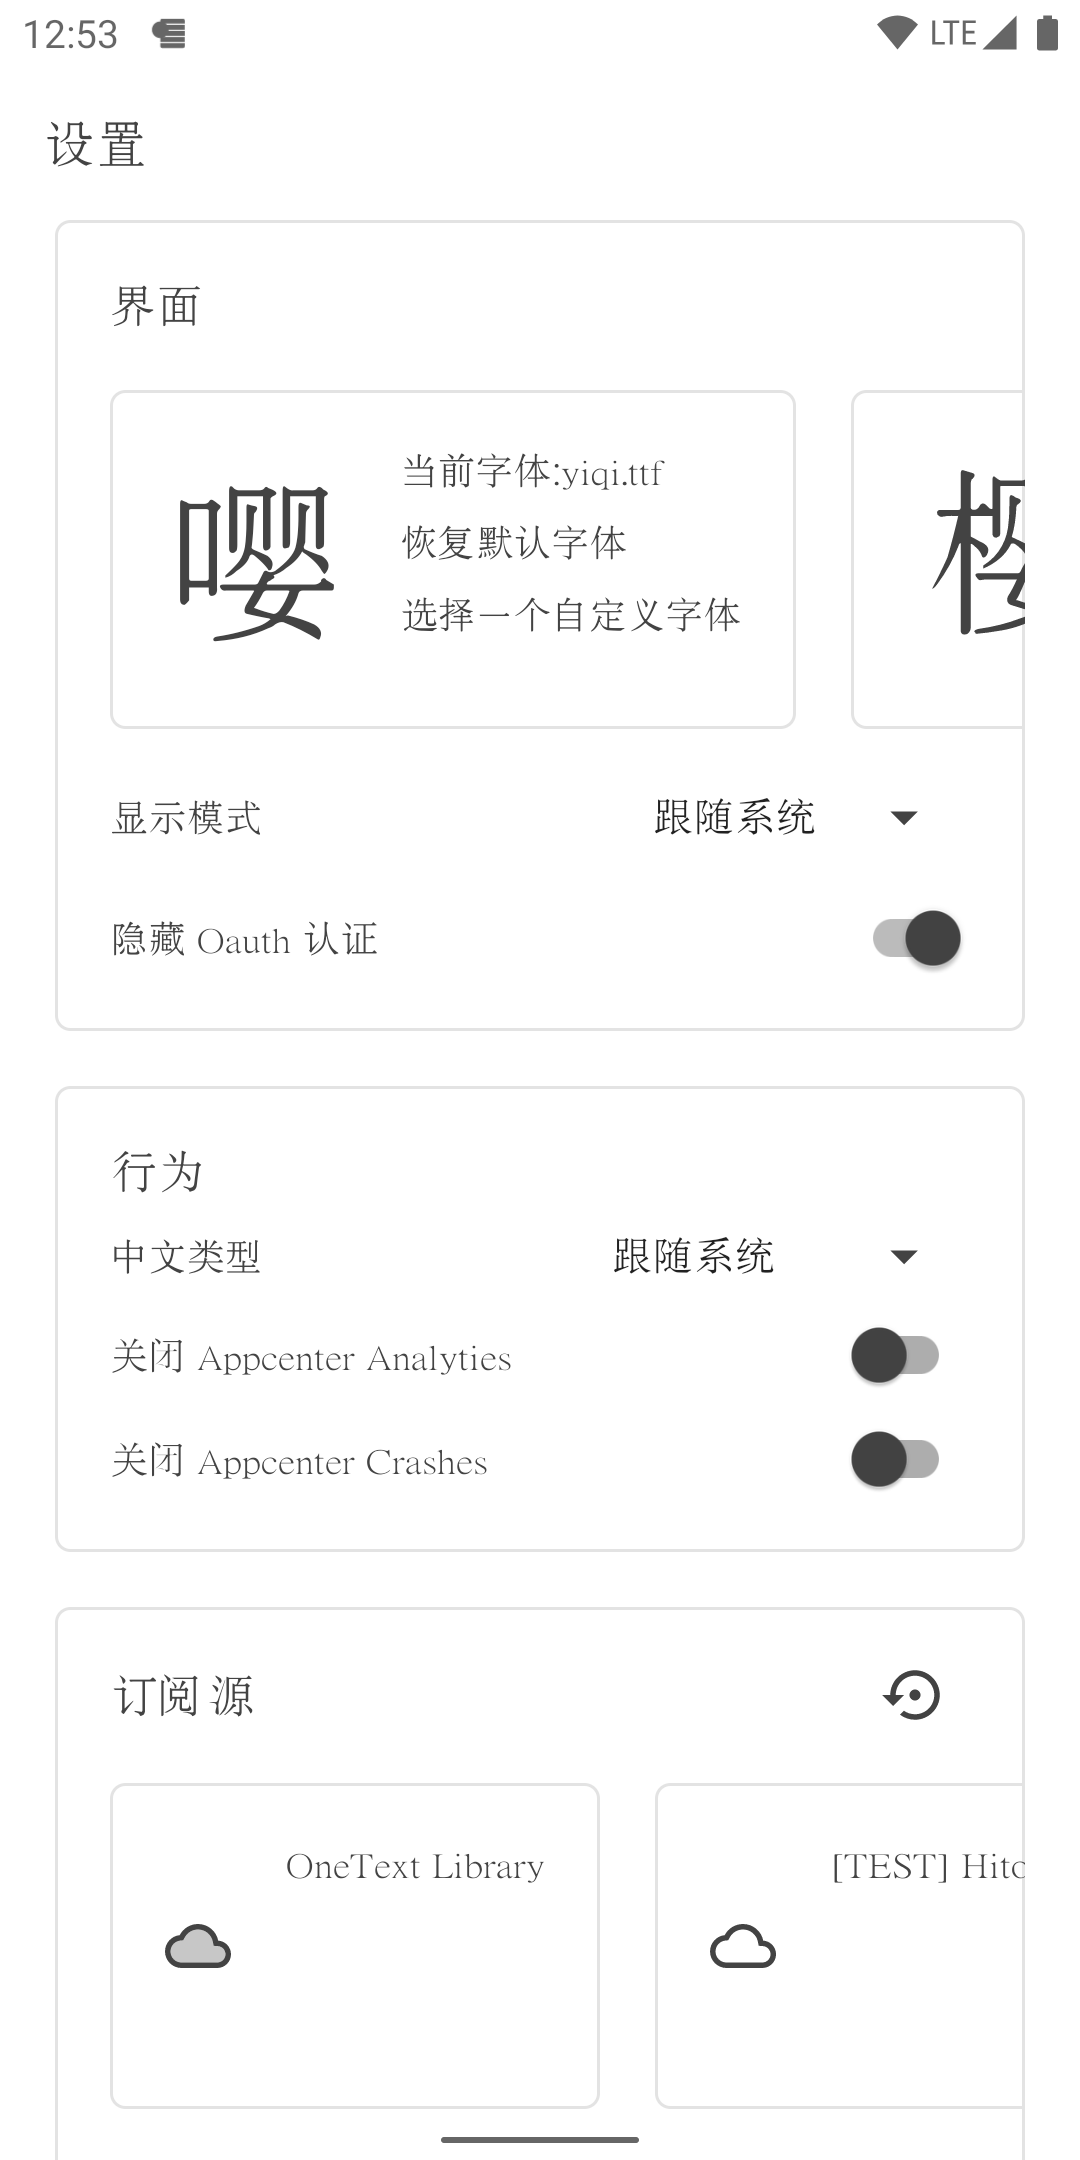 12:53
LTE
设置
界面
嘤
当前字体:yiqi.ttf
恢复默认字体
选择一个自定义字体
显示模式
跟随系统
隐藏 Oauth 认证
行为
中文类型
跟随系统
关闭 Appcenter Analyties
关闭 Appcenter Crashes
订阅源
OneText Library
[TEST] Hito